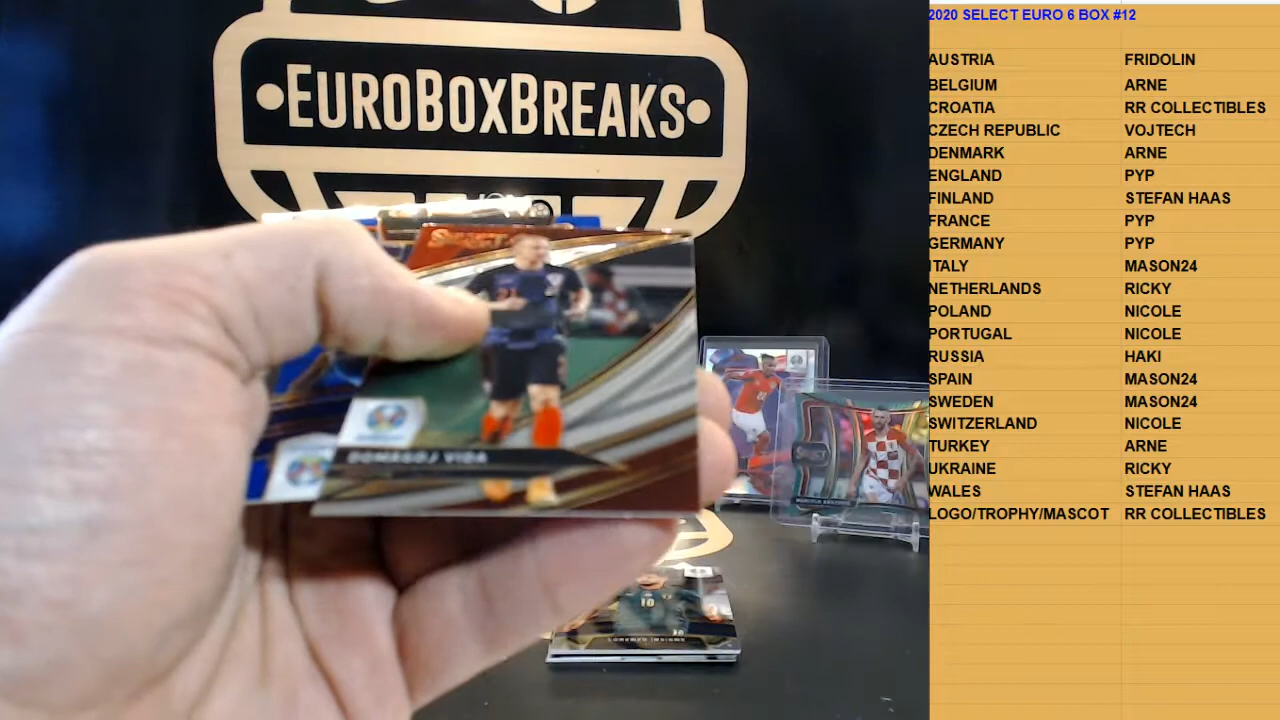 2020 SELECT EURO 6 BOX #12
AUSTRIA FRIDOLIN
BELGIUM ARNE
CROATIA RR COLLECTIBLES
CZECH REPUBLIC VOJTECH
DENMARK ARNE
ENGLAND PYP
FINLAND STEFAN HAAS
FRANCE PYP
GERMANY PYP
ITALY MASON24
NETHERLANDS RICKY
POLAND NICOLE
PORTUGAL NICOLE
RUSSIA HAKI
SPAIN MASON24
SWEDEN MASON24
SWITZERLAND NICOLE
TURKEY ARNE
UKRAINE RICKY
WALES STEFAN HAAS
LOGO/TROPHY/MASCOT RR COLLECTIBLES
EUROBOXBREAKS
SELECT
DOMAGOJ VIDA
SELECT
10